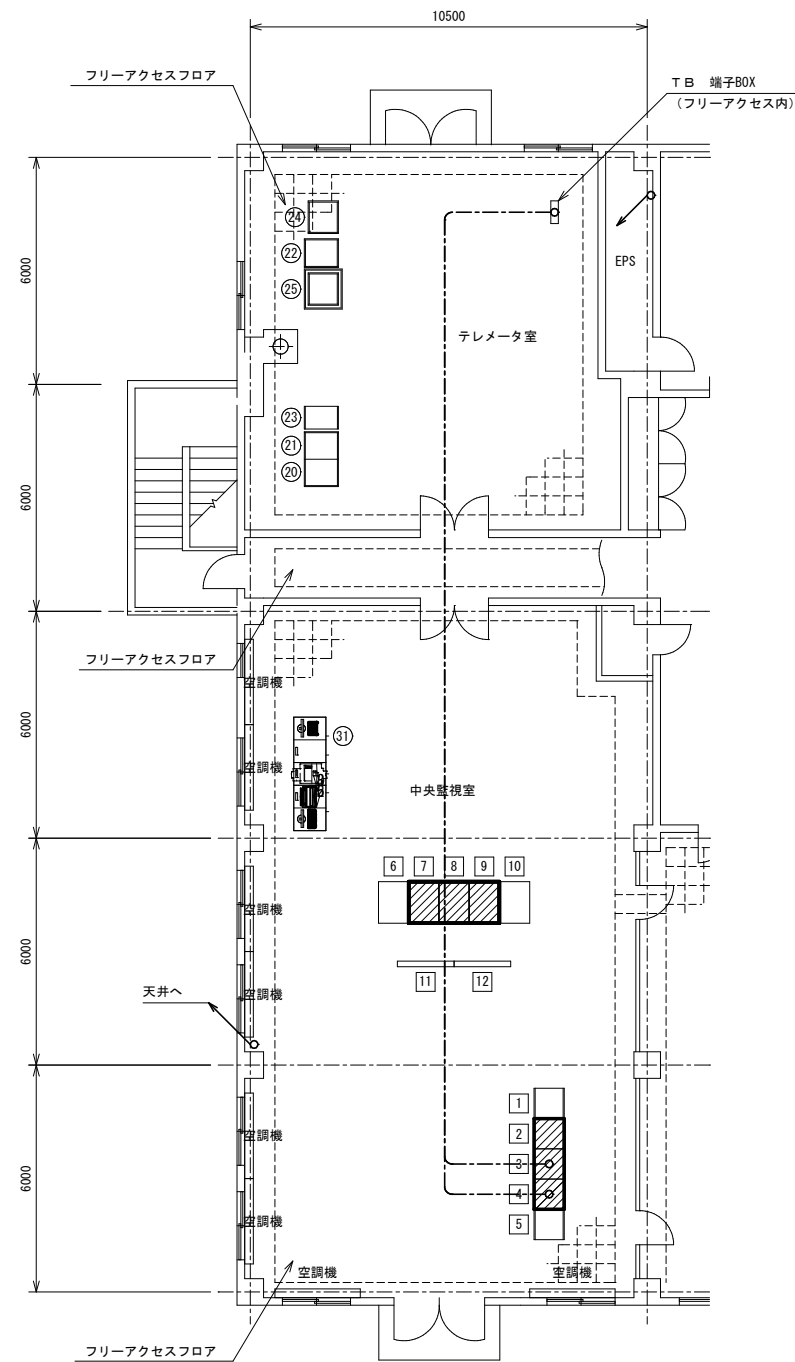 10500
フリーアクセスフロア
TB 端子BOX
(フリーアクセス内)
6000
24
22
EPS
25
テレメータ室
23
21
20
6000
フリーアクセスフロア
空調機
6000
31
空調機
中央監視室
6
7
8
9
10
空調機
6000
11
12
天井へ
空調機
1
2
空調機
3
6000
4
空調機
5
空調機
空調機
フリーアクセスフロア